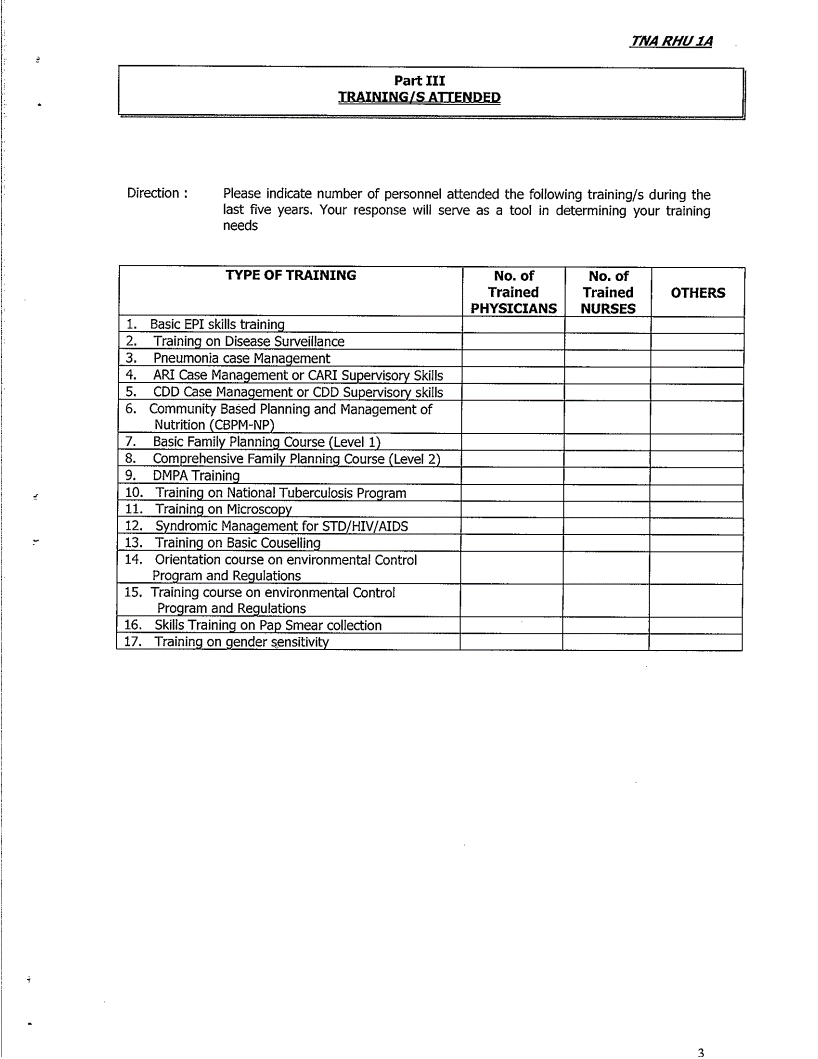 TNA RHU 1A
Part III
TRAINING/S ATTENDED
Direction : Please indicate number of personnel attended the following training/s during the
last five years. Your response will serve as a tool in determining your training
needs
TYPE OF TRAINING No. of No. of
Trained Trained OTHERS
PHYSICIANS NURSES
1. Basic EPI skills training
2. Training on Disease Surveillance
3. Pneumonia case Management
4. ARI Case Management or CARI Supervisory Skills
5. CDD Case Management or CDD Supervisory skills
6. Community Based Planning and Management of
Nutrition (CBPM-NP)
7. Basic Family Planning Course (Level 1)
8. Comprehensive Family Planning Course (Level 2)
9. DMPA Training
10. Training on National Tuberculosis Program
11. Training on Microscopy
12. Syndromic Management for STD/HIV/AIDS
13. Training on Basic Couselling
14. Orientation course on environmental Control
Program and Regulations
15. Training course on environmental Control
Program and Regulations
16. Skills Training on Pap Smear collection
17. Training on gender sensitivity
3